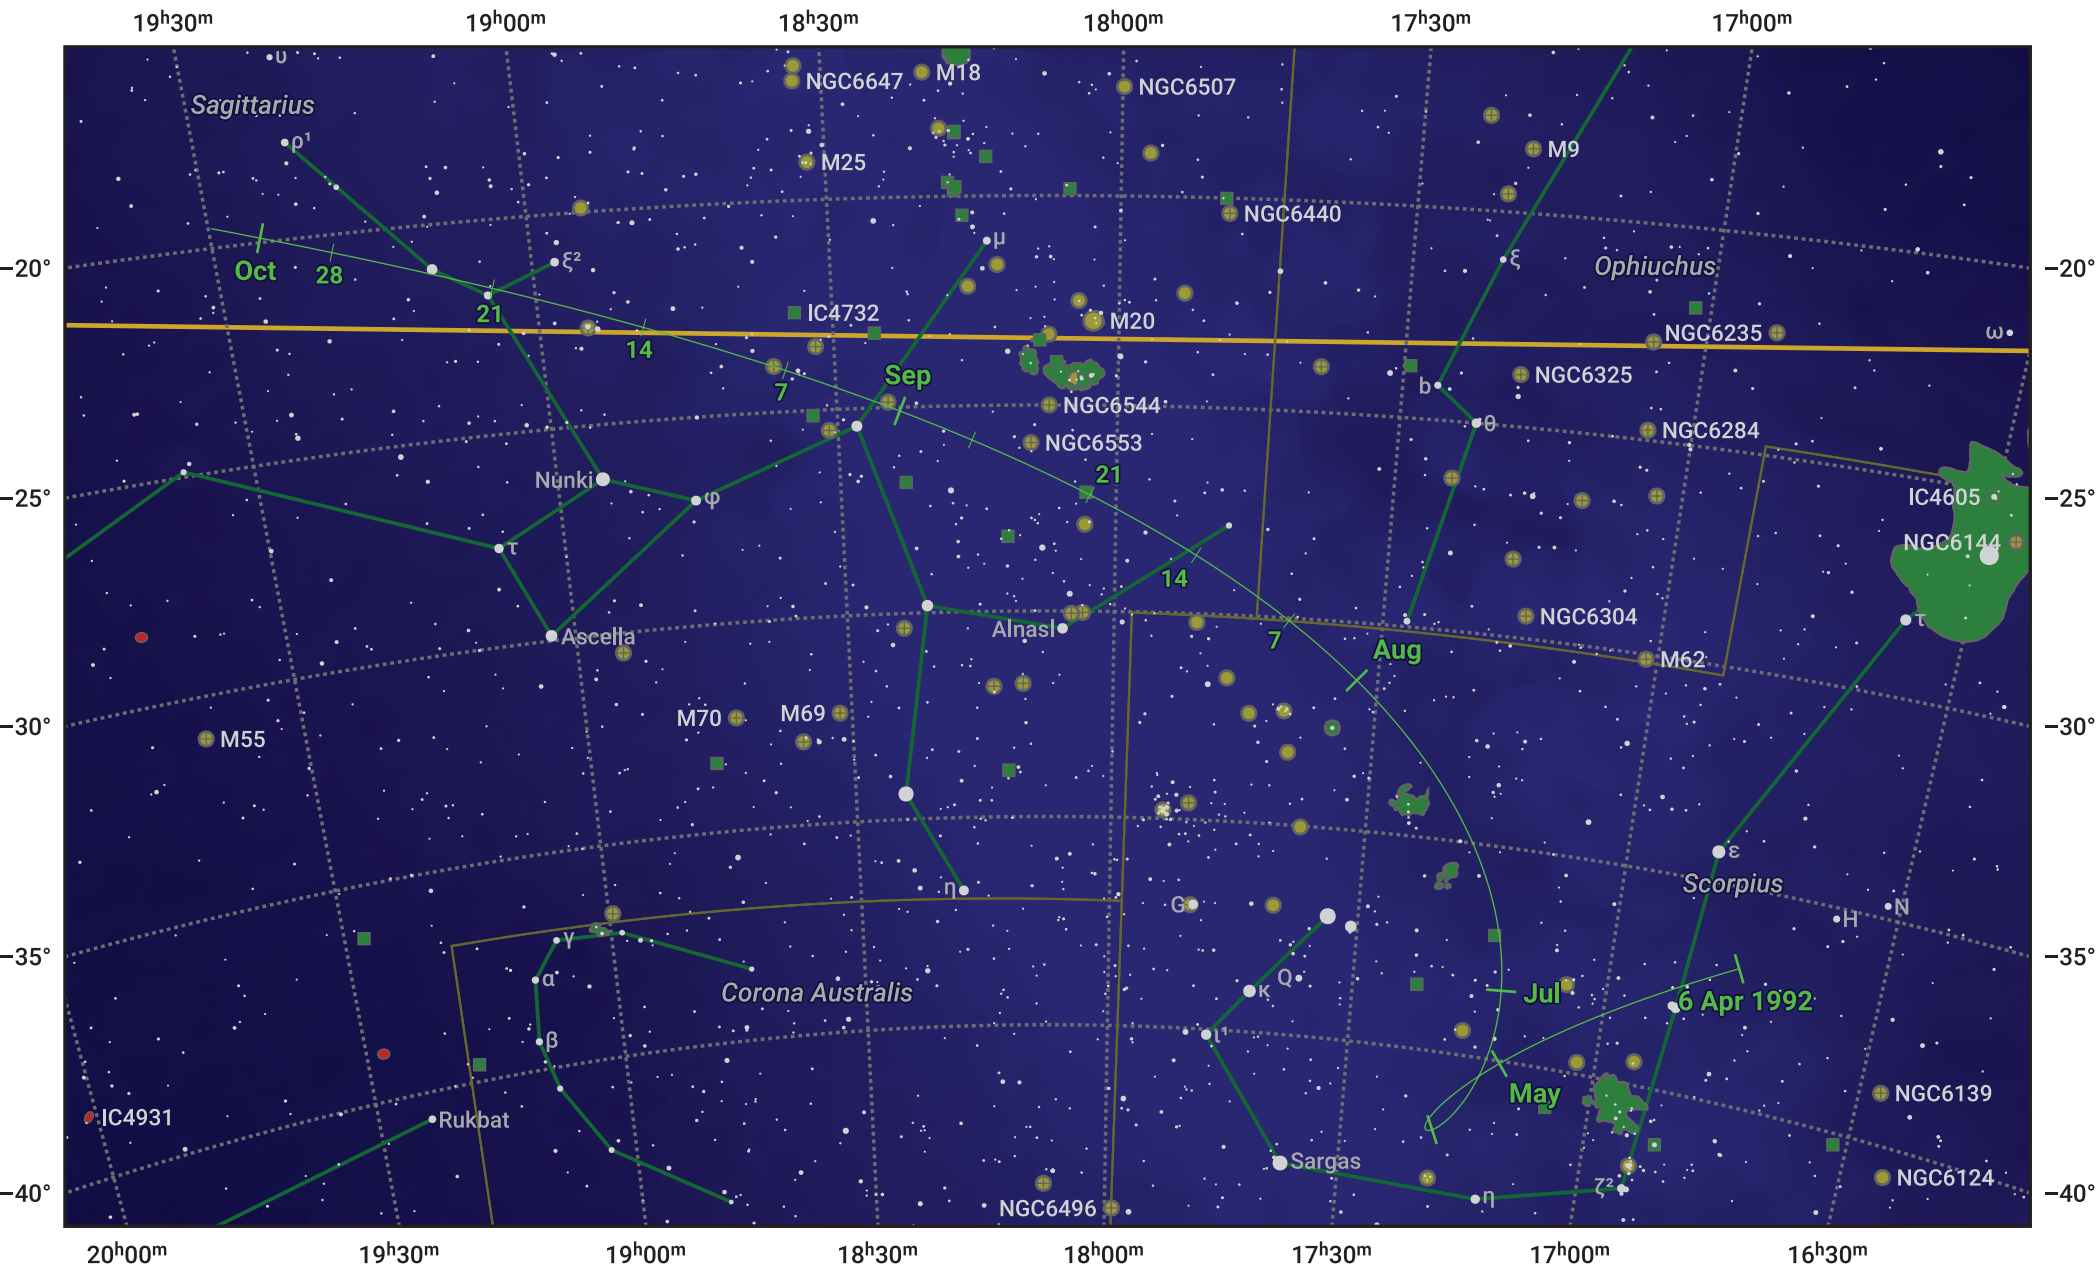 19ʰ30ᵐ 19ʰ00ᵐ 18ʰ30ᵐ 18ʰ00ᵐ 17ʰ30ᵐ 17ʰ00ᵐ
υ
M18
NGC6647
NGC6507
Sagittarius
ρ¹
M9
M25
NGC6440
μ
ξ²
ξ
Ophiuchus
−20°
−20°
Oct
28
21
IC4732
M20
NGC6235
ω
14
Sep
7
b
NGC6325
NGC6544
θ
NGC6284
NGC6553
21
Nunki
φ
−25°
−25°
IC4605
NGC6144
τ
14
Ascella
Alnasl
7
Aug
NGC6304
τ
M62
M70
M69
M55
−30°
−30°
ε
Scorpius
η
G
H
N
γ
α
Corona Australis
Q
κ
−35°
−35°
Jul
6 Apr 1992
β
ι¹
May
NGC6139
IC4931
Rukbat
Sargas
NGC6124
ζ²
η
−40°
−40°
NGC6496
20ʰ00ᵐ 19ʰ30ᵐ 19ʰ00ᵐ 18ʰ30ᵐ 18ʰ00ᵐ 17ʰ30ᵐ 17ʰ00ᵐ 16ʰ30ᵐ